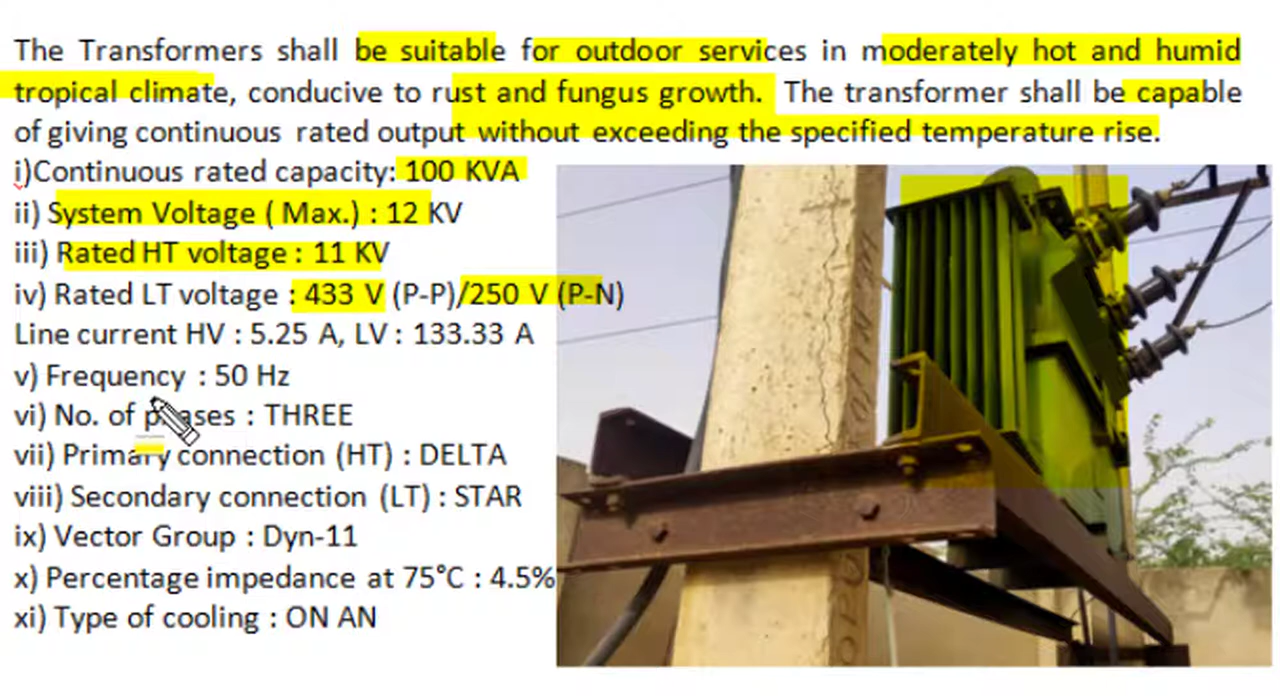 The Transformers shall be suitable for outdoor services in moderately hot and humid
tropical climate, conducive to rust and fungus growth. The transformer shall be capable
of giving continuous rated output without exceeding the specified temperature rise.
i)Continuous rated capacity: 100 KVA
ii) System Voltage ( Max.) : 12 KV
iii) Rated HT voltage : 11 KV
iv) Rated LT voltage : 433 V (P-P)/250 V (P-N)
Line current HV : 5.25 A, LV : 133.33 A
v) Frequency : 50 Hz
vi) No. of phases : THREE
vii) Primary connection (HT) : DELTA
viii) Secondary connection (LT) : STAR
ix) Vector Group : Dyn-11
x) Percentage impedance at 75°C : 4.5%
xi) Type of cooling : ON AN